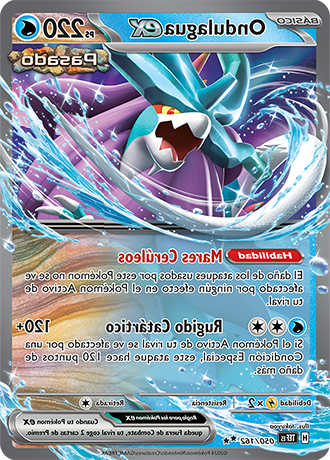 BÁSICO
Ondulagua ex
PS 220
Pasado
Habilidad Mares Cerúleos
El daño de los ataques usados por este Pokémon no se ve
afectado por ningún efecto en el Pokémon Activo de
tu rival.
Rugido Catártico 120+
Si el Pokémon Activo de tu rival se ve afectado por una
Condición Especial, este ataque hace 120 puntos de
daño más.
Debilidad x2 Resistencia Retirada
H TEF ES 050/162
Regla para los Pokémon ex
Cuando tu Pokémon ex
queda Fuera de Combate, tu rival coge 2 cartas de Premio.